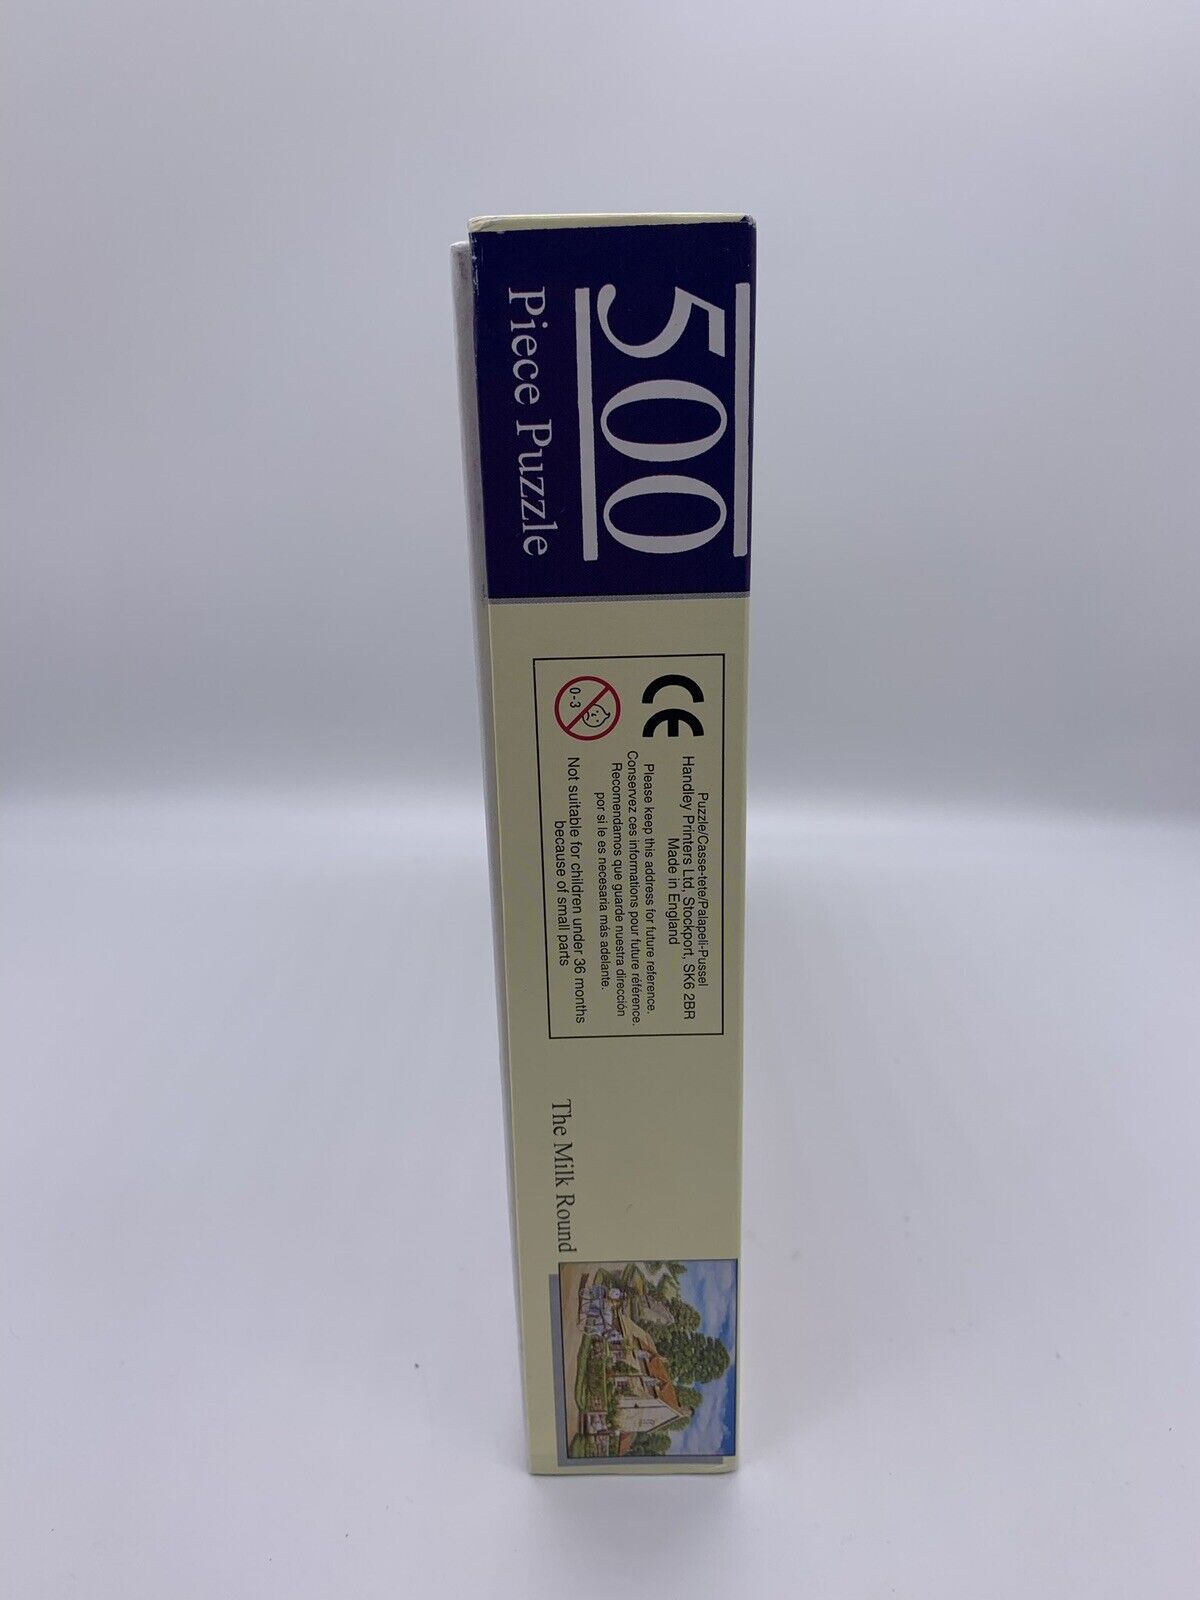 500
Piece Puzzle
CE
Puzzle/Casse-tete/Palapeli-Pussel
Handley Printers Ltd, Stockport, SK6 2BR
Made in England
Please keep this address for future reference.
Conservez ces informations pour future référence.
Recomendamos que guarde nuestra dirección
por si le es necesaria más adelante.
0-3
Not suitable for children under 36 months
because of small parts
The Milk Round